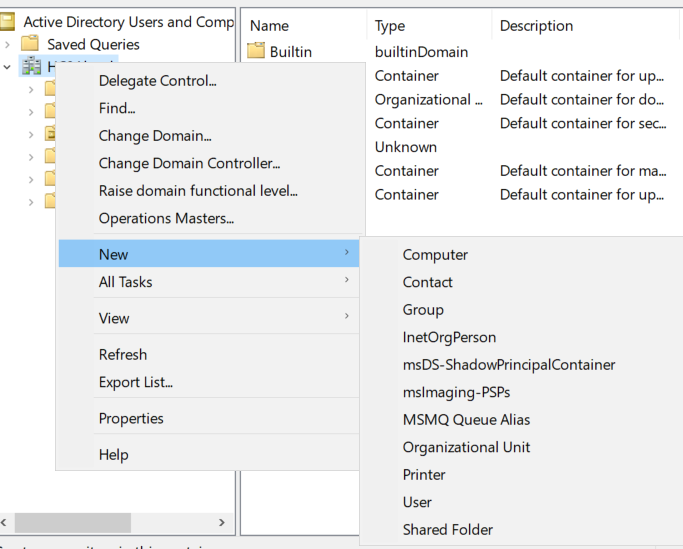 Active Directory Users and Comp
Name Type Description
Saved Queries
Builtin builtinDomain
Delegate Control...
Container Default container for up...
Find...
Organizational ... Default container for do...
Change Domain...
Container Default container for sec...
Change Domain Controller...
Unknown
Raise domain functional level...
Container Default container for ma...
Operations Masters...
Container Default container for up...
New
All Tasks
View
Refresh
Export List...
Properties
Help
Computer
Contact
Group
InetOrgPerson
msDS-ShadowPrincipalContainer
msImaging-PSPs
MSMQ Queue Alias
Organizational Unit
Printer
User
Shared Folder